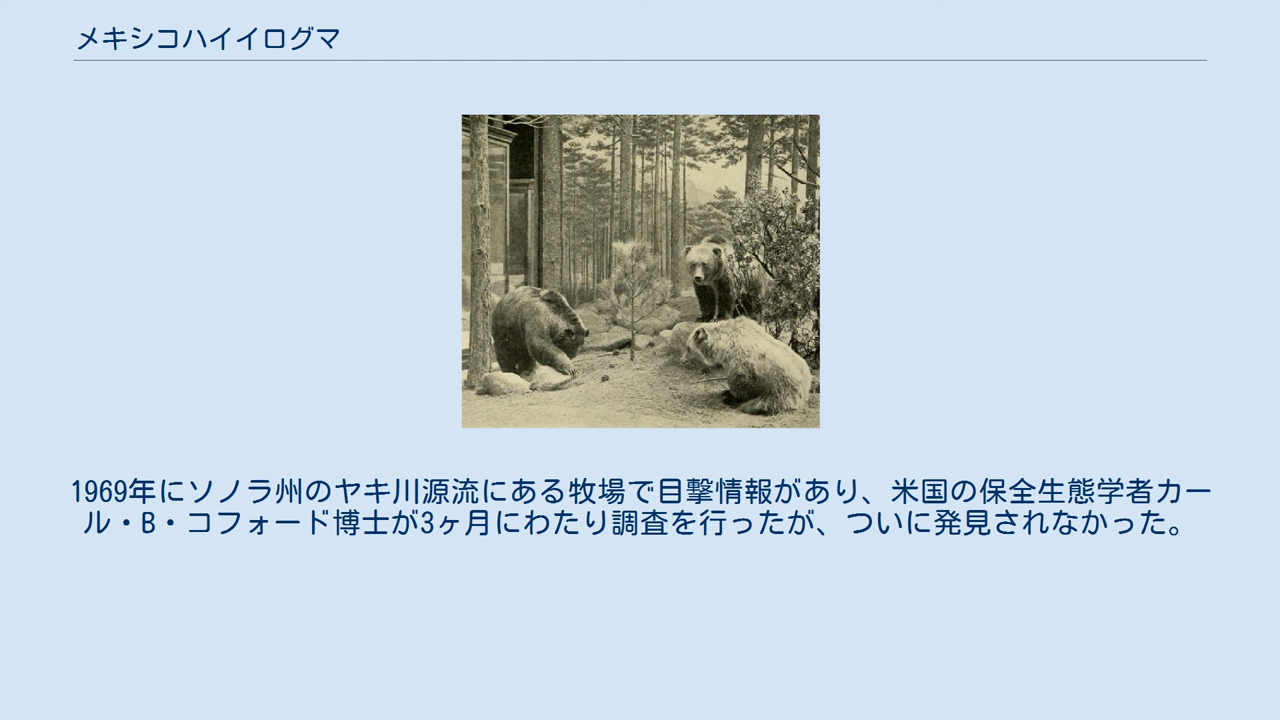 メキシコハイイログマ
1969年にソノラ州のヤキ川源流にある牧場で目撃情報があり、米国の保全生態学者カー
ル・B・コフォード博士が3ヶ月にわたり調査を行ったが、ついに発見されなかった。